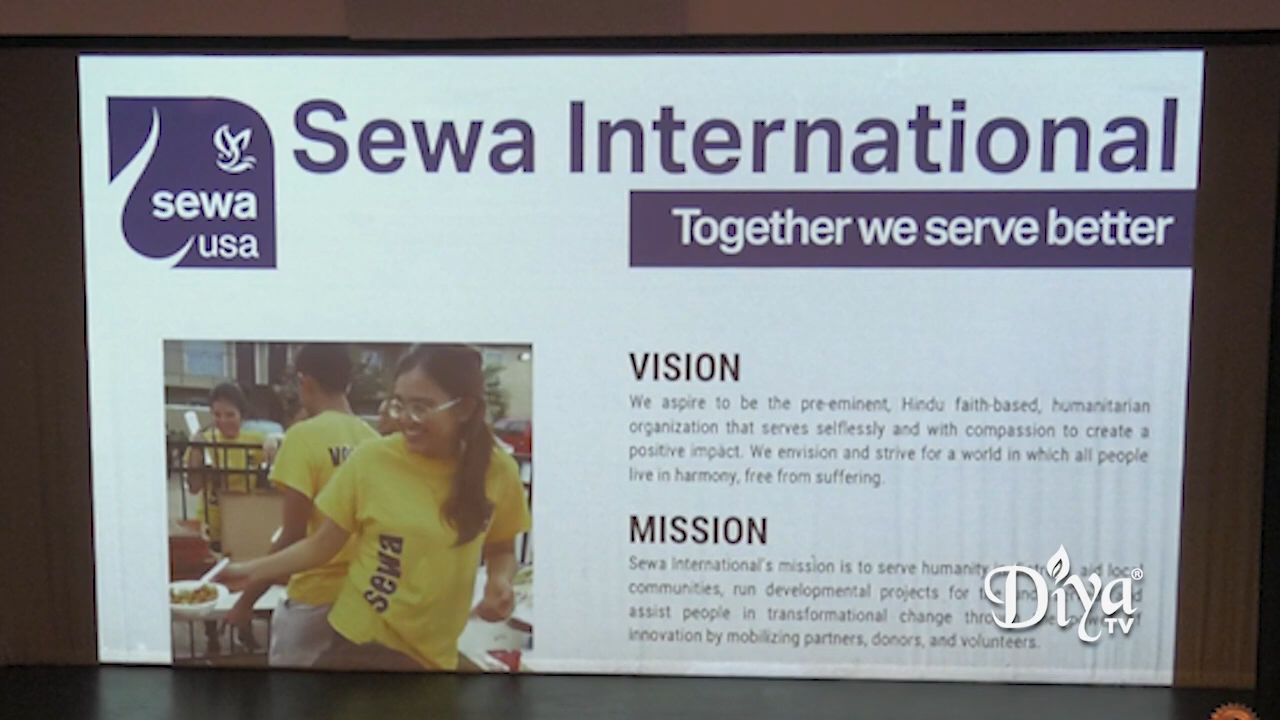 Sewa International
sewa
usa
Together we serve better
VISION
We aspire to be the pre-eminent, Hindu faith-based, humanitarian
organization that serves selflessly and with compassion to create a
positive impact. We envision and strive for a world in which all people
live in harmony, free from suffering.
MISSION
Sewa International's mission is to serve humanity
communities, run developmental projects for
assist people in transformational change
innovation by mobilizing partners, donors, and volunteers.
sewa
Diya®
TV